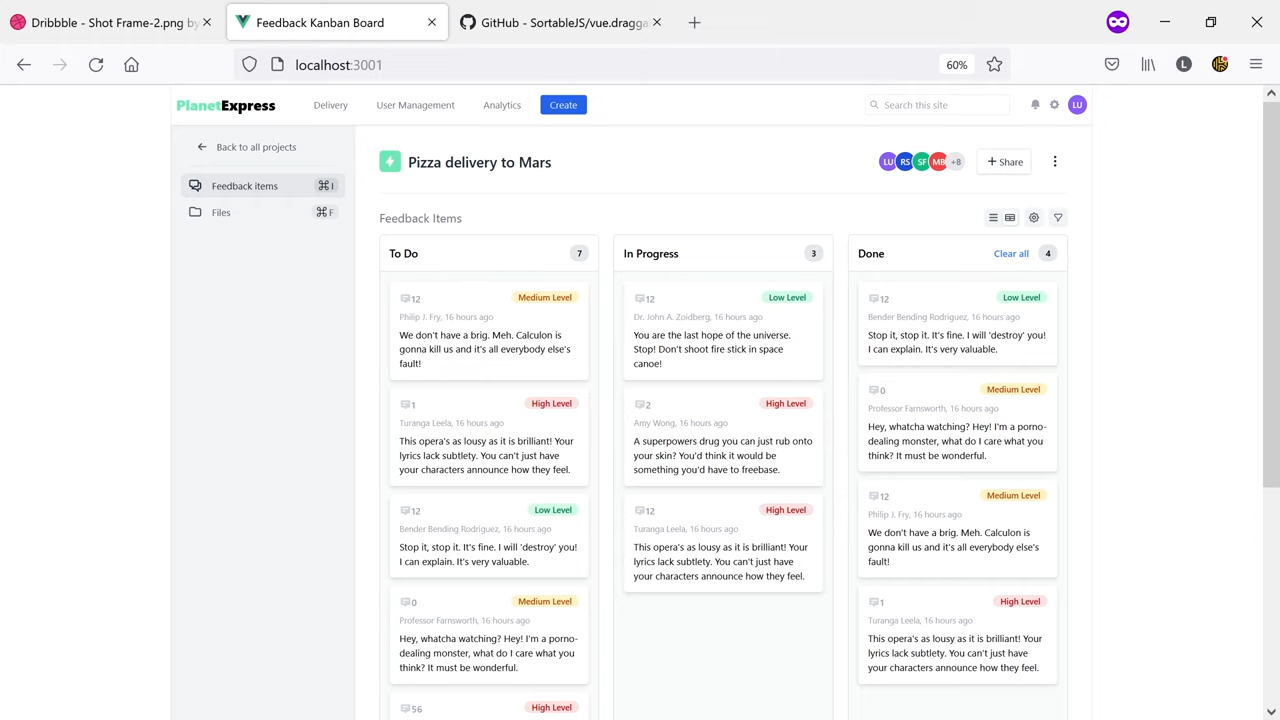 Dribbble - Shot Frame-2.png by
Feedback Kanban Board
GitHub - SortableJS/vue.dragga
localhost:3001
60%
L
PlanetExpress
Delivery
User Management
Analytics
Create
Search this site
LU
Back to all projects
Feedback items
⌘I
Files
⌘F
Pizza delivery to Mars
LU
RS
SF
MB
+8
Share
Feedback Items
To Do
7
12
Medium Level
Philip J. Fry, 16 hours ago
We don't have a brig. Meh. Calculon is
gonna kill us and it's all everybody else's
fault!
1
High Level
Turanga Leela, 16 hours ago
This opera's as lousy as it is brilliant! Your
lyrics lack subtlety. You can't just have
your characters announce how they feel.
12
Low Level
Bender Bending Rodriguez, 16 hours ago
Stop it, stop it. It's fine. I will 'destroy' you!
I can explain. It's very valuable.
0
Medium Level
Professor Farnsworth, 16 hours ago
Hey, whatcha watching? Hey! I'm a porno-
dealing monster, what do I care what you
think? It must be wonderful.
56
High Level
In Progress
3
12
Low Level
Dr. John A. Zoidberg, 16 hours ago
You are the last hope of the universe.
Stop! Don't shoot fire stick in space
canoe!
2
High Level
Amy Wong, 16 hours ago
A superpowers drug you can just rub onto
your skin? You'd think it would be
something you'd have to freebase.
12
High Level
Turanga Leela, 16 hours ago
This opera's as lousy as it is brilliant! Your
lyrics lack subtlety. You can't just have
your characters announce how they feel.
Done
Clear all
4
12
Low Level
Bender Bending Rodriguez, 16 hours ago
Stop it, stop it. It's fine. I will 'destroy' you!
I can explain. It's very valuable.
0
Medium Level
Professor Farnsworth, 16 hours ago
Hey, whatcha watching? Hey! I'm a porno-
dealing monster, what do I care what you
think? It must be wonderful.
12
Medium Level
Philip J. Fry, 16 hours ago
We don't have a brig. Meh. Calculon is
gonna kill us and it's all everybody else's
fault!
1
High Level
Turanga Leela, 16 hours ago
This opera's as lousy as it is brilliant! Your
lyrics lack subtlety. You can't just have
your characters announce how they feel.